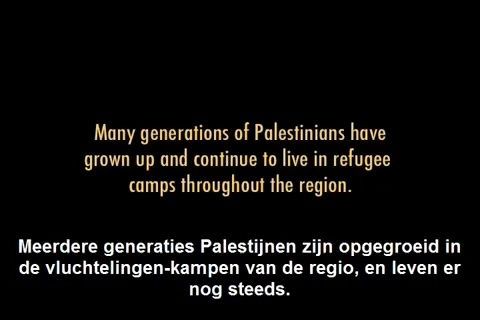 Many generations of Palestinians have
grown up and continue to live in refugee
camps throughout the region.
Meerdere generaties Palestijnen zijn opgegroeid in
de vluchtelingen-kampen van de regio, en leven er
nog steeds.